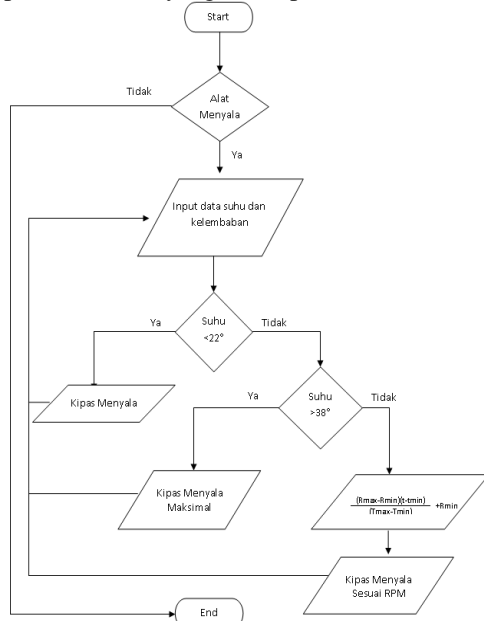 Start
Alat
Menyala
Tidak
Ya
Input data suhu dan
kelembaban
Suhu
<22°
Ya
Tidak
Kipas Menyala
Suhu
>38°
Ya
Tidak
Kipas Menyala
Maksimal
(Rmax-Rmin)(t-tmin)
(Tmax-Tmin)
+Rmin
Kipas Menyala
Sesuai RPM
End